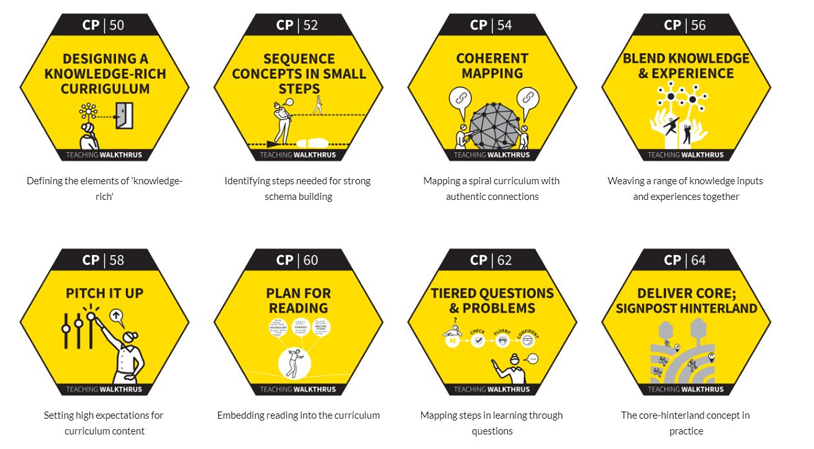 CP | 50
DESIGNING A
KNOWLEDGE-RICH
CURRIGULUM
TEACHING WALKTHRUS
Defining the elements of 'knowledge-
rich'
CP | 52
SEQUENCE
CONCEPTS IN SMALL
STEPS
TEACHING WALKTHRUS
Identifying steps needed for strong
schema building
CP | 54
COHERENT
MAPPING
TEACHING WALKTHRUS
Mapping a spiral curriculum with
authentic connections
CP | 56
BLEND KNOWLEDGE
& EXPERIENCE
TEACHING WALKTHRUS
Weaving a range of knowledge inputs
and experiences together
CP | 58
PITCH IT UP
TEACHING WALKTHRUS
Setting high expectations for
curriculum content
CP | 60
PLAN FOR
READING
TEACHING WALKTHRUS
Embedding reading into the curriculum
CP | 62
TIERED QUESTIONS
& PROBLEMS
?
CHECK
FLUENT
CONFIDENT
TEACHING WALKTHRUS
Mapping steps in learning through
questions
CP | 64
DELIVER CORE;
SIGNPOST HINTERLAND
TEACHING WALKTHRUS
The core-hinterland concept in
practice